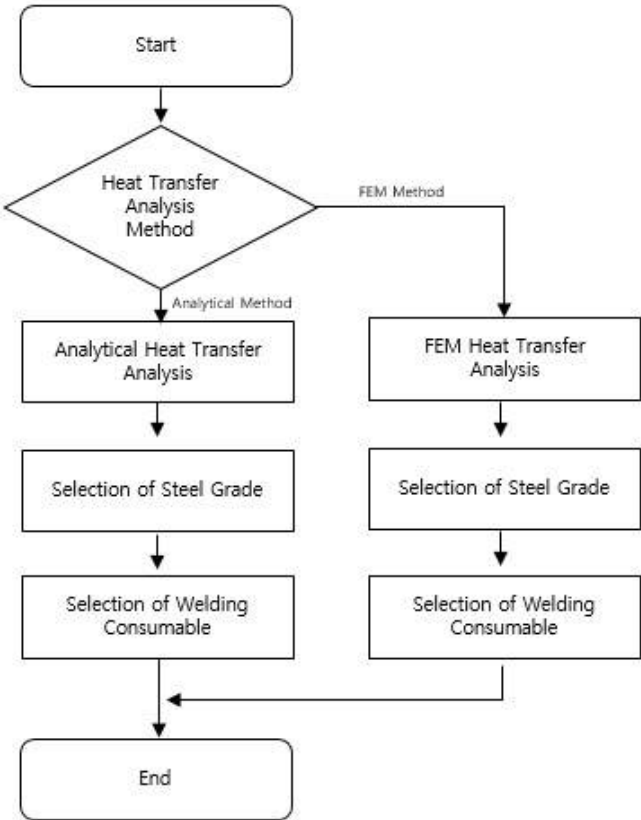 Start
Heat Transfer
Analysis
Method
FEM Method
Analytical Method
Analytical Heat Transfer
Analysis
FEM Heat Transfer
Analysis
Selection of Steel Grade
Selection of Steel Grade
Selection of Welding
Consumable
Selection of Welding
Consumable
End